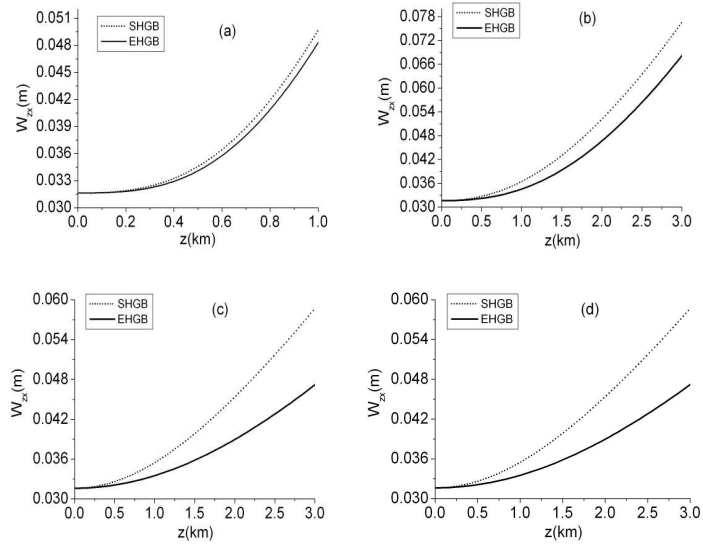 0.051
0.048
0.045
0.042
0.039
0.036
0.033
0.030
W_zx(m)
SHGB
EHGB
(a)
0.0 0.2 0.4 0.6 0.8 1.0
z(km)
0.078
0.072
0.066
0.060
0.054
0.048
0.042
0.036
0.030
W_zx(m)
SHGB
EHGB
(b)
0.0 0.5 1.0 1.5 2.0 2.5 3.0
z(km)
0.060
0.054
0.048
0.042
0.036
0.030
W_zx(m)
SHGB
EHGB
(c)
0.0 0.5 1.0 1.5 2.0 2.5 3.0
z(km)
0.060
0.054
0.048
0.042
0.036
0.030
W_zx(m)
SHGB
EHGB
(d)
0.0 0.5 1.0 1.5 2.0 2.5 3.0
z(km)